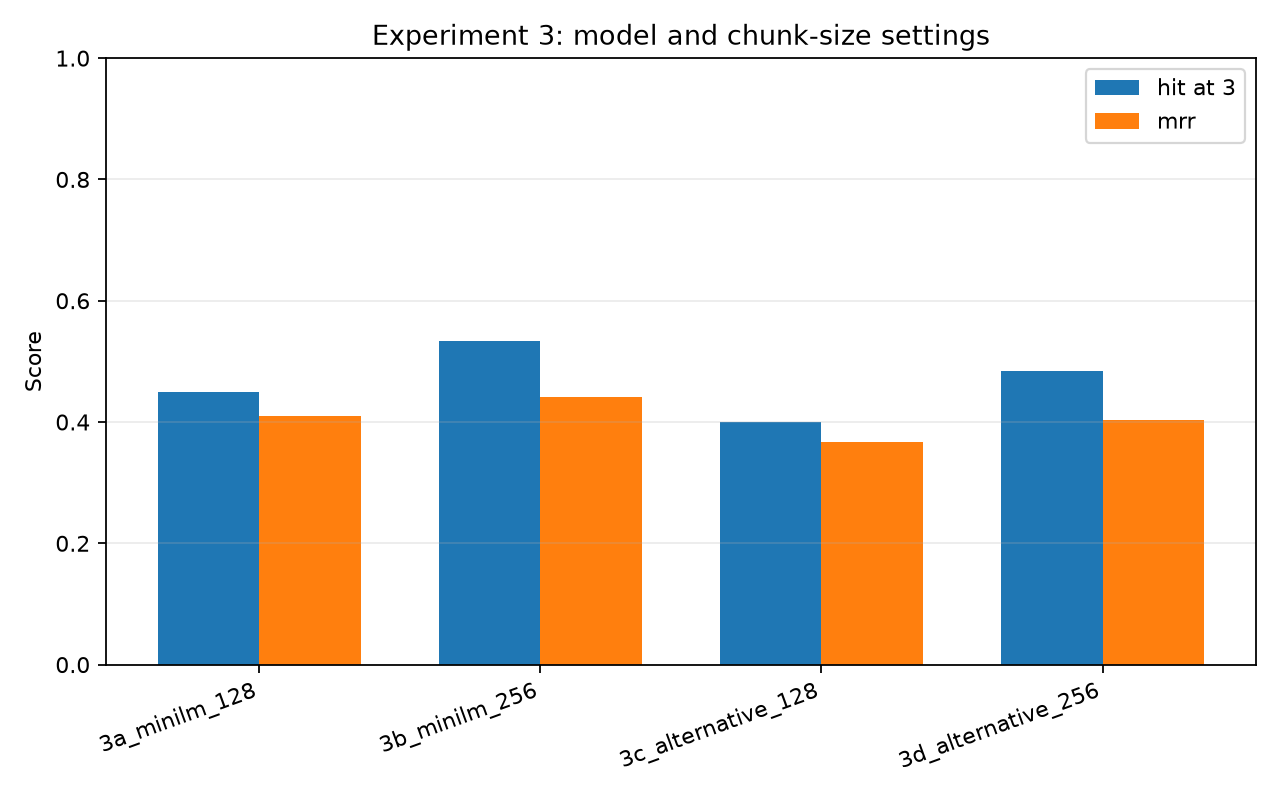 Experiment 3: model and chunk-size settings
hit at 3
mrr
Score
1.0
0.8
0.6
0.4
0.2
0.0
3a_minilm_128
3b_minilm_256
3c_alternative_128
3d_alternative_256